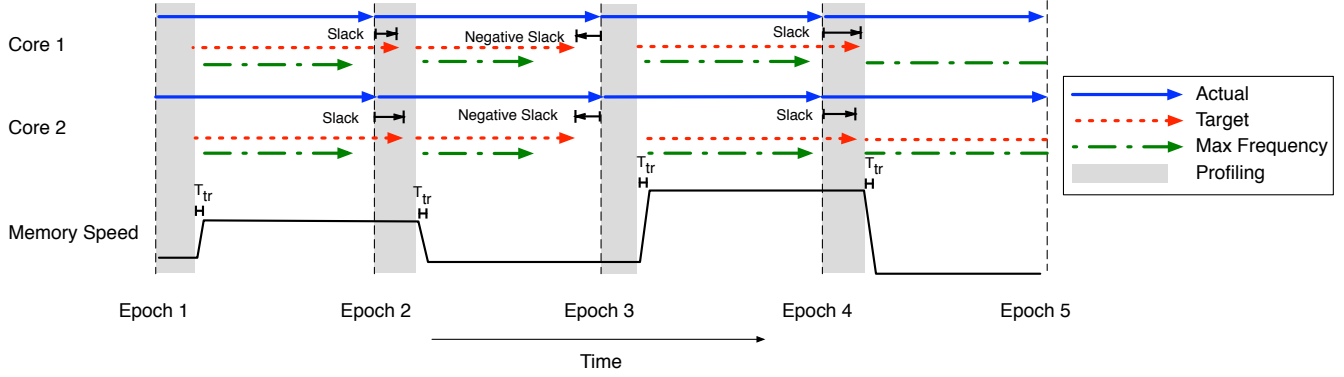 Core 1
Slack
Negative Slack
Slack
Core 2
Slack
Negative Slack
Slack
Actual
Target
Max Frequency
Profiling
T_tr
T_tr
T_tr
T_tr
Memory Speed
Epoch 1
Epoch 2
Epoch 3
Epoch 4
Epoch 5
Time